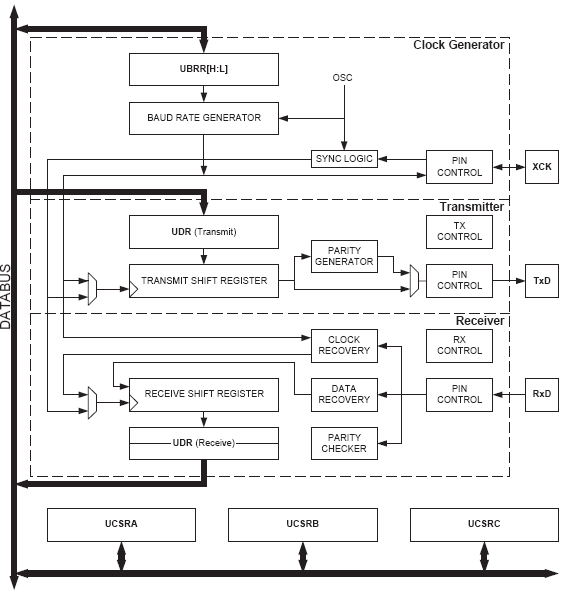 Clock Generator
UBRR[H:L]
OSC
BAUD RATE GENERATOR
SYNC LOGIC
PIN
CONTROL
XCK
Transmitter
UDR (Transmit)
TX
CONTROL
PARITY
GENERATOR
TRANSMIT SHIFT REGISTER
PIN
CONTROL
TxD
DATABUS
Receiver
CLOCK
RECOVERY
RX
CONTROL
RECEIVE SHIFT REGISTER
DATA
RECOVERY
PIN
CONTROL
RxD
UDR (Receive)
PARITY
CHECKER
UCSRA
UCSRB
UCSRC